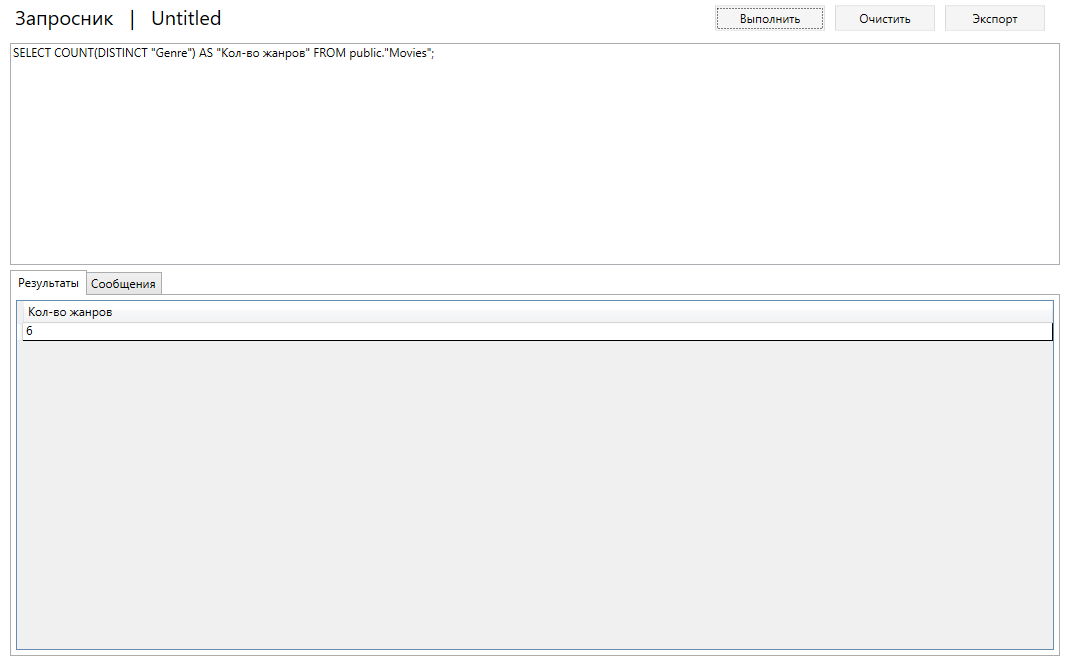 Запросник | Untitled
Выполнить
Очистить
Экспорт
SELECT COUNT(DISTINCT "Genre") AS "Кол-во жанров" FROM public."Movies";
Результаты
Сообщения
Кол-во жанров
6